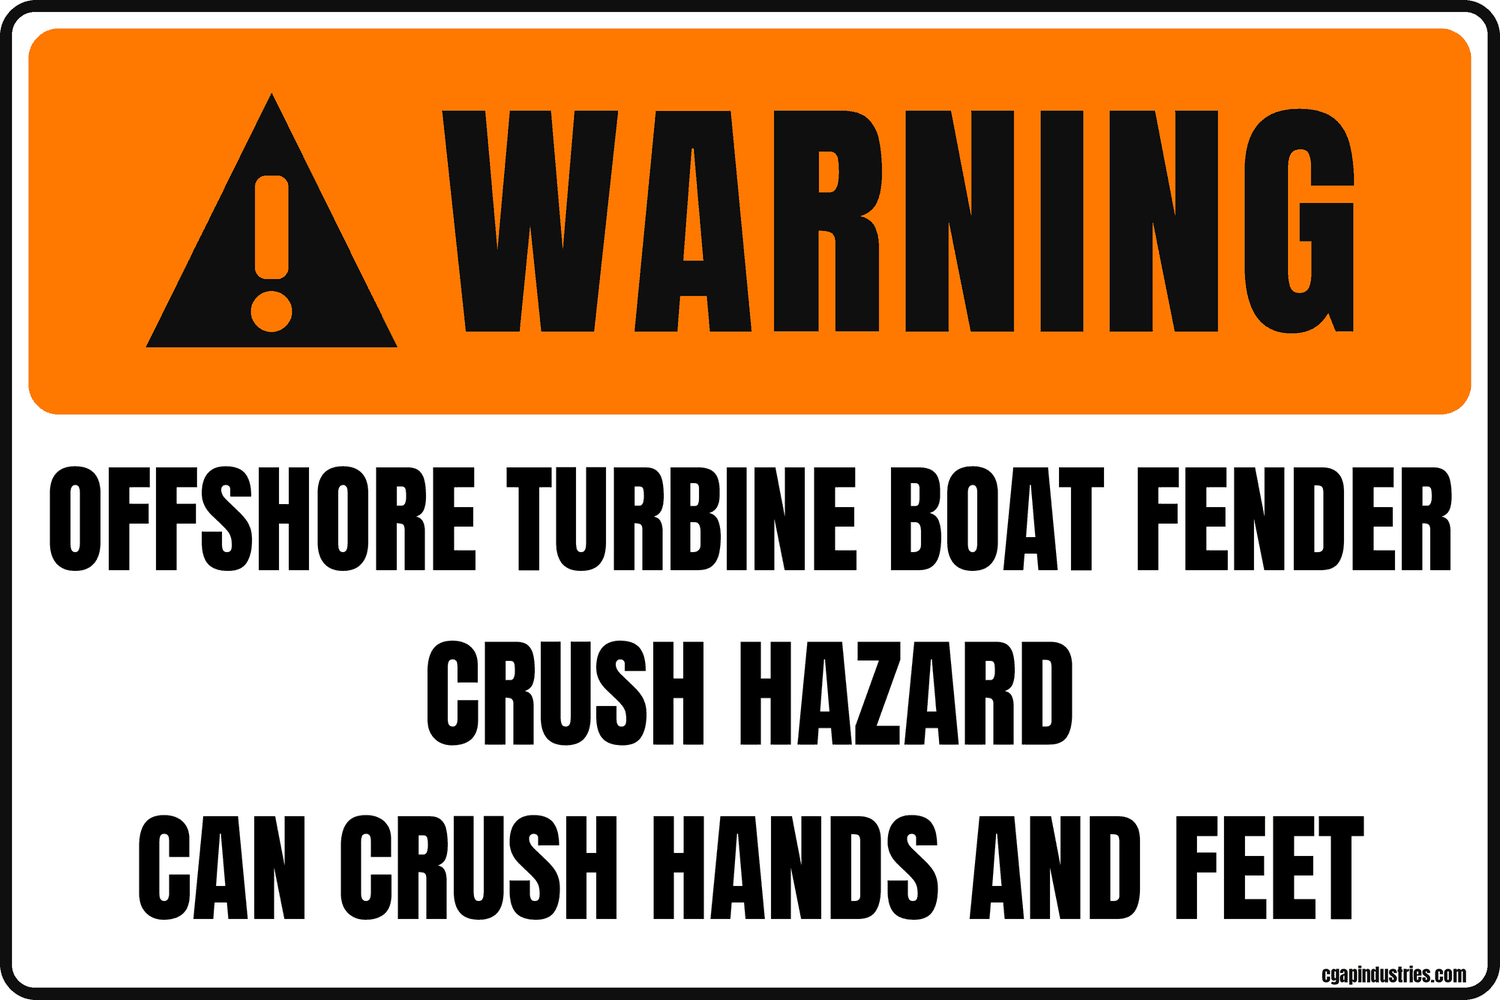 WARNING
OFFSHORE TURBINE BOAT FENDER
CRUSH HAZARD
CAN CRUSH HANDS AND FEET
cgapindustries.com